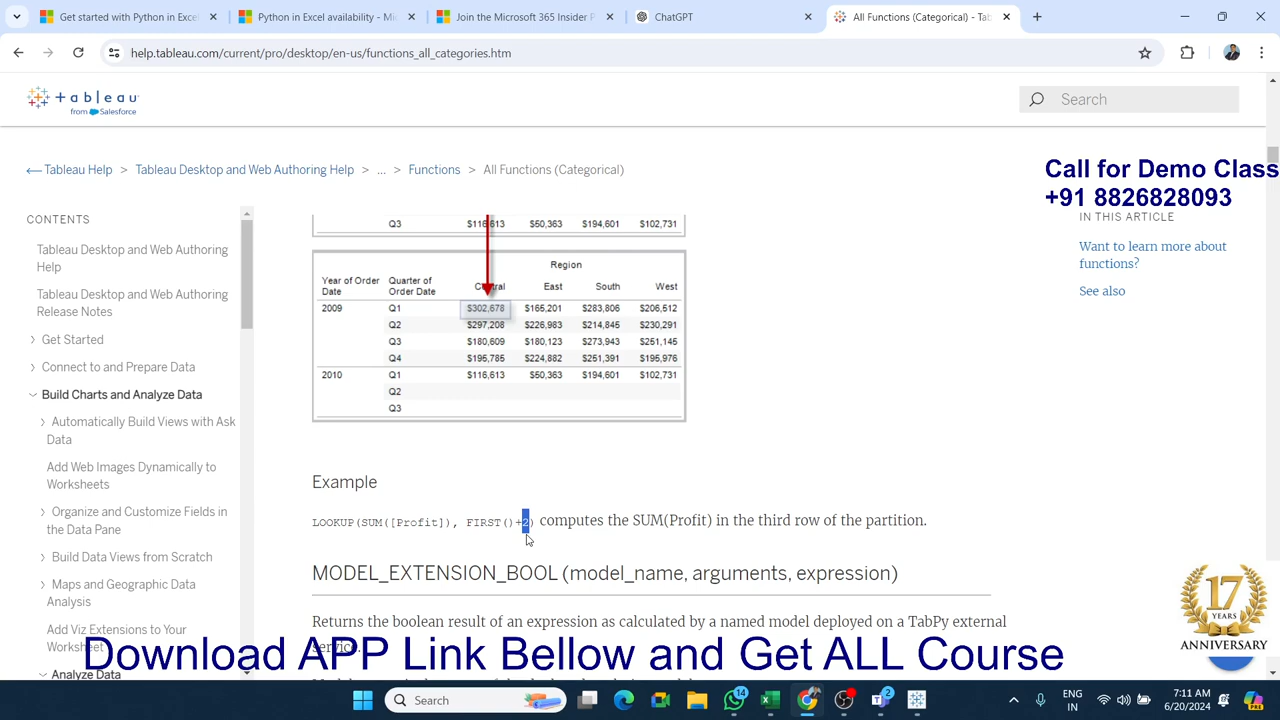 Get started with Python in Excel
Python in Excel availability - Mi
Join the Microsoft 365 Insider P
ChatGPT
All Functions (Categorical) - Tab
help.tableau.com/current/pro/desktop/en-us/functions_all_categories.htm
+ a b l e a u
from Salesforce
Search
Tableau Help > Tableau Desktop and Web Authoring Help > ... > Functions > All Functions (Categorical)
Call for Demo Class
+91 8826828093
IN THIS ARTICLE
Want to learn more about
functions?
See also
CONTENTS
Tableau Desktop and Web Authoring
Help
Tableau Desktop and Web Authoring
Release Notes
Get Started
Connect to and Prepare Data
Build Charts and Analyze Data
Automatically Build Views with Ask
Data
Add Web Images Dynamically to
Worksheets
Organize and Customize Fields in
the Data Pane
Build Data Views from Scratch
Maps and Geographic Data
Analysis
Add Viz Extensions to Your
Worksheet
Analyze Data
Q3 $116,613 $50,363 $194,601 $102,731
Region
Year of Order Quarter of
Date Order Date Central East South West
2009 Q1 $302,678 $165,201 $283,806 $206,512
Q2 $297,208 $226,983 $214,845 $230,291
Q3 $180,609 $180,123 $273,943 $251,145
Q4 $195,785 $224,882 $251,391 $195,976
2010 Q1 $116,613 $50,363 $194,601 $102,731
Q2
Q3
Example
LOOKUP(SUM([Profit]), FIRST()+2) computes the SUM(Profit) in the third row of the partition.
MODEL_EXTENSION_BOOL (model_name, arguments, expression)
Returns the boolean result of an expression as calculated by a named model deployed on a TabPy external
service.
17
YEARS
ANNIVERSARY
Download APP Link Bellow and Get ALL Course
Search
14
2
ENG
IN
7:11 AM
6/20/2024